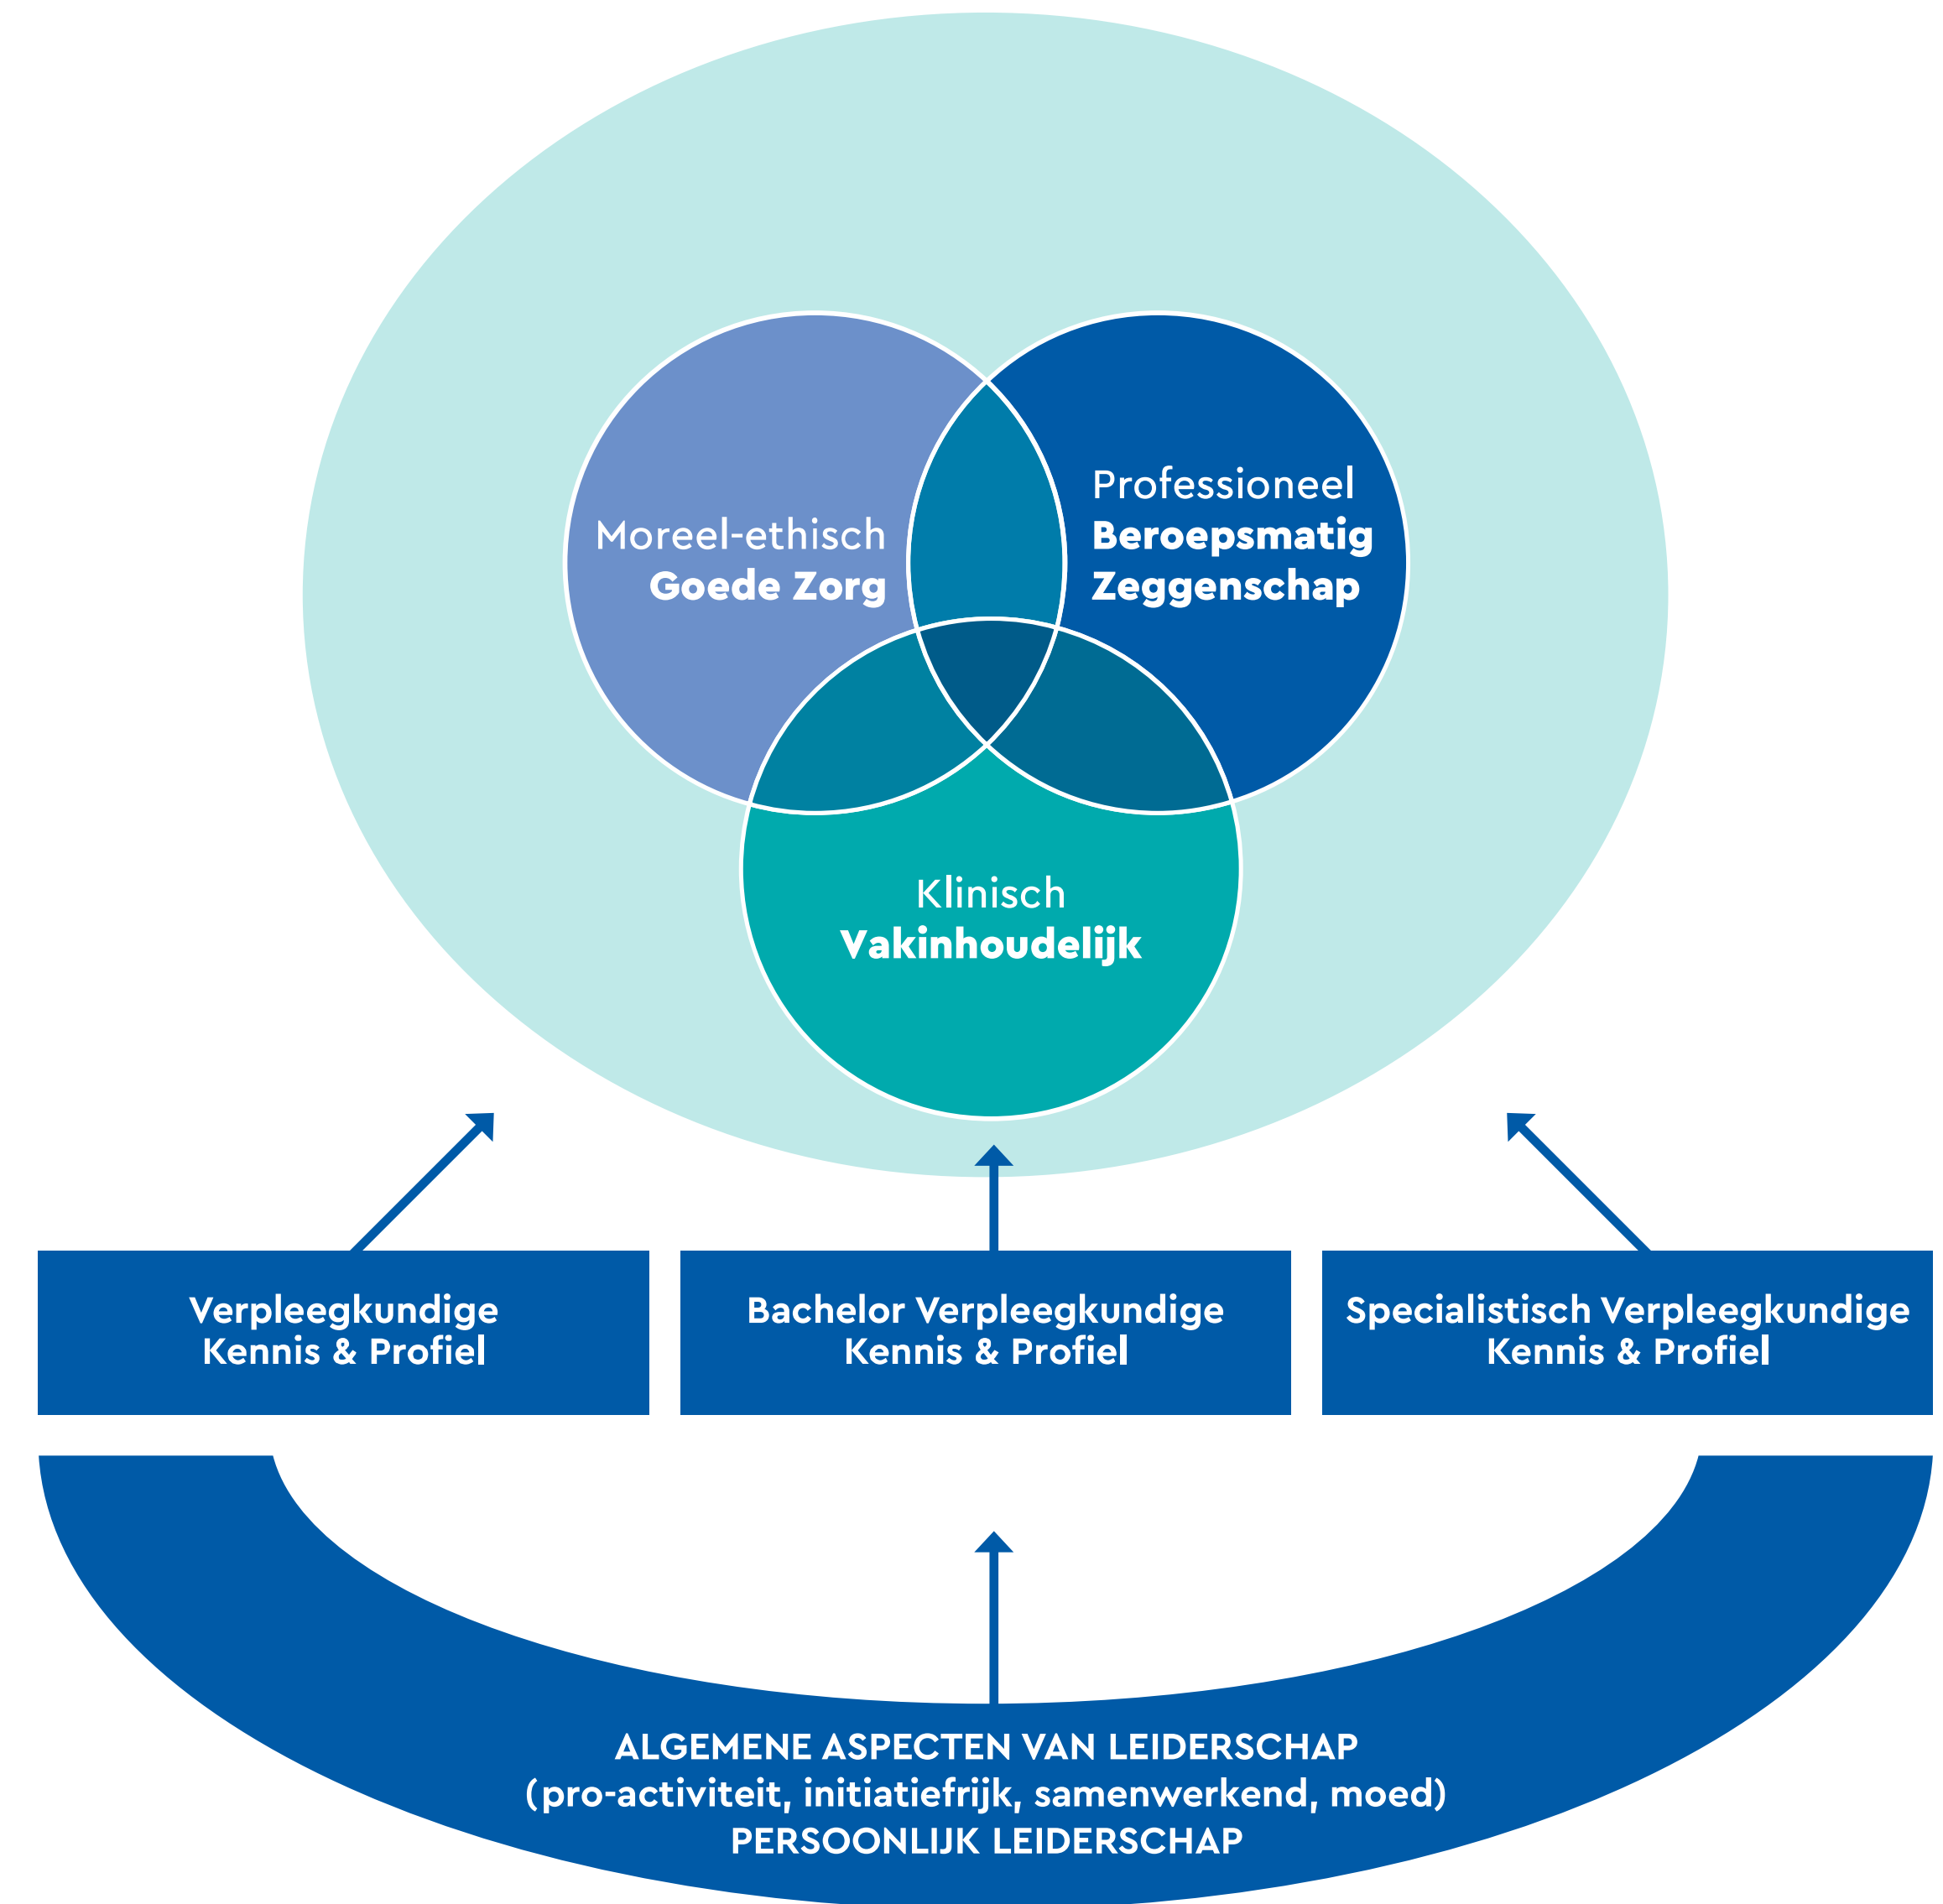 Moreel-ethisch
Goede Zorg
Professioneel
Beroepsmatig
Zeggenschap
Klinisch
Vakinhoudelijk
Verpleegkundige
Kennis & Profiel
Bachelor Verpleegkundige
Kennis & Profiel
Specialistisch Verpleegkundige
Kennis & Profiel
ALGEMENE ASPECTEN VAN LEIDERSCHAP
(pro-activiteit, initiatiefrijk, samenwerkend, moed)
PERSOONLIJK LEIDERSCHAP